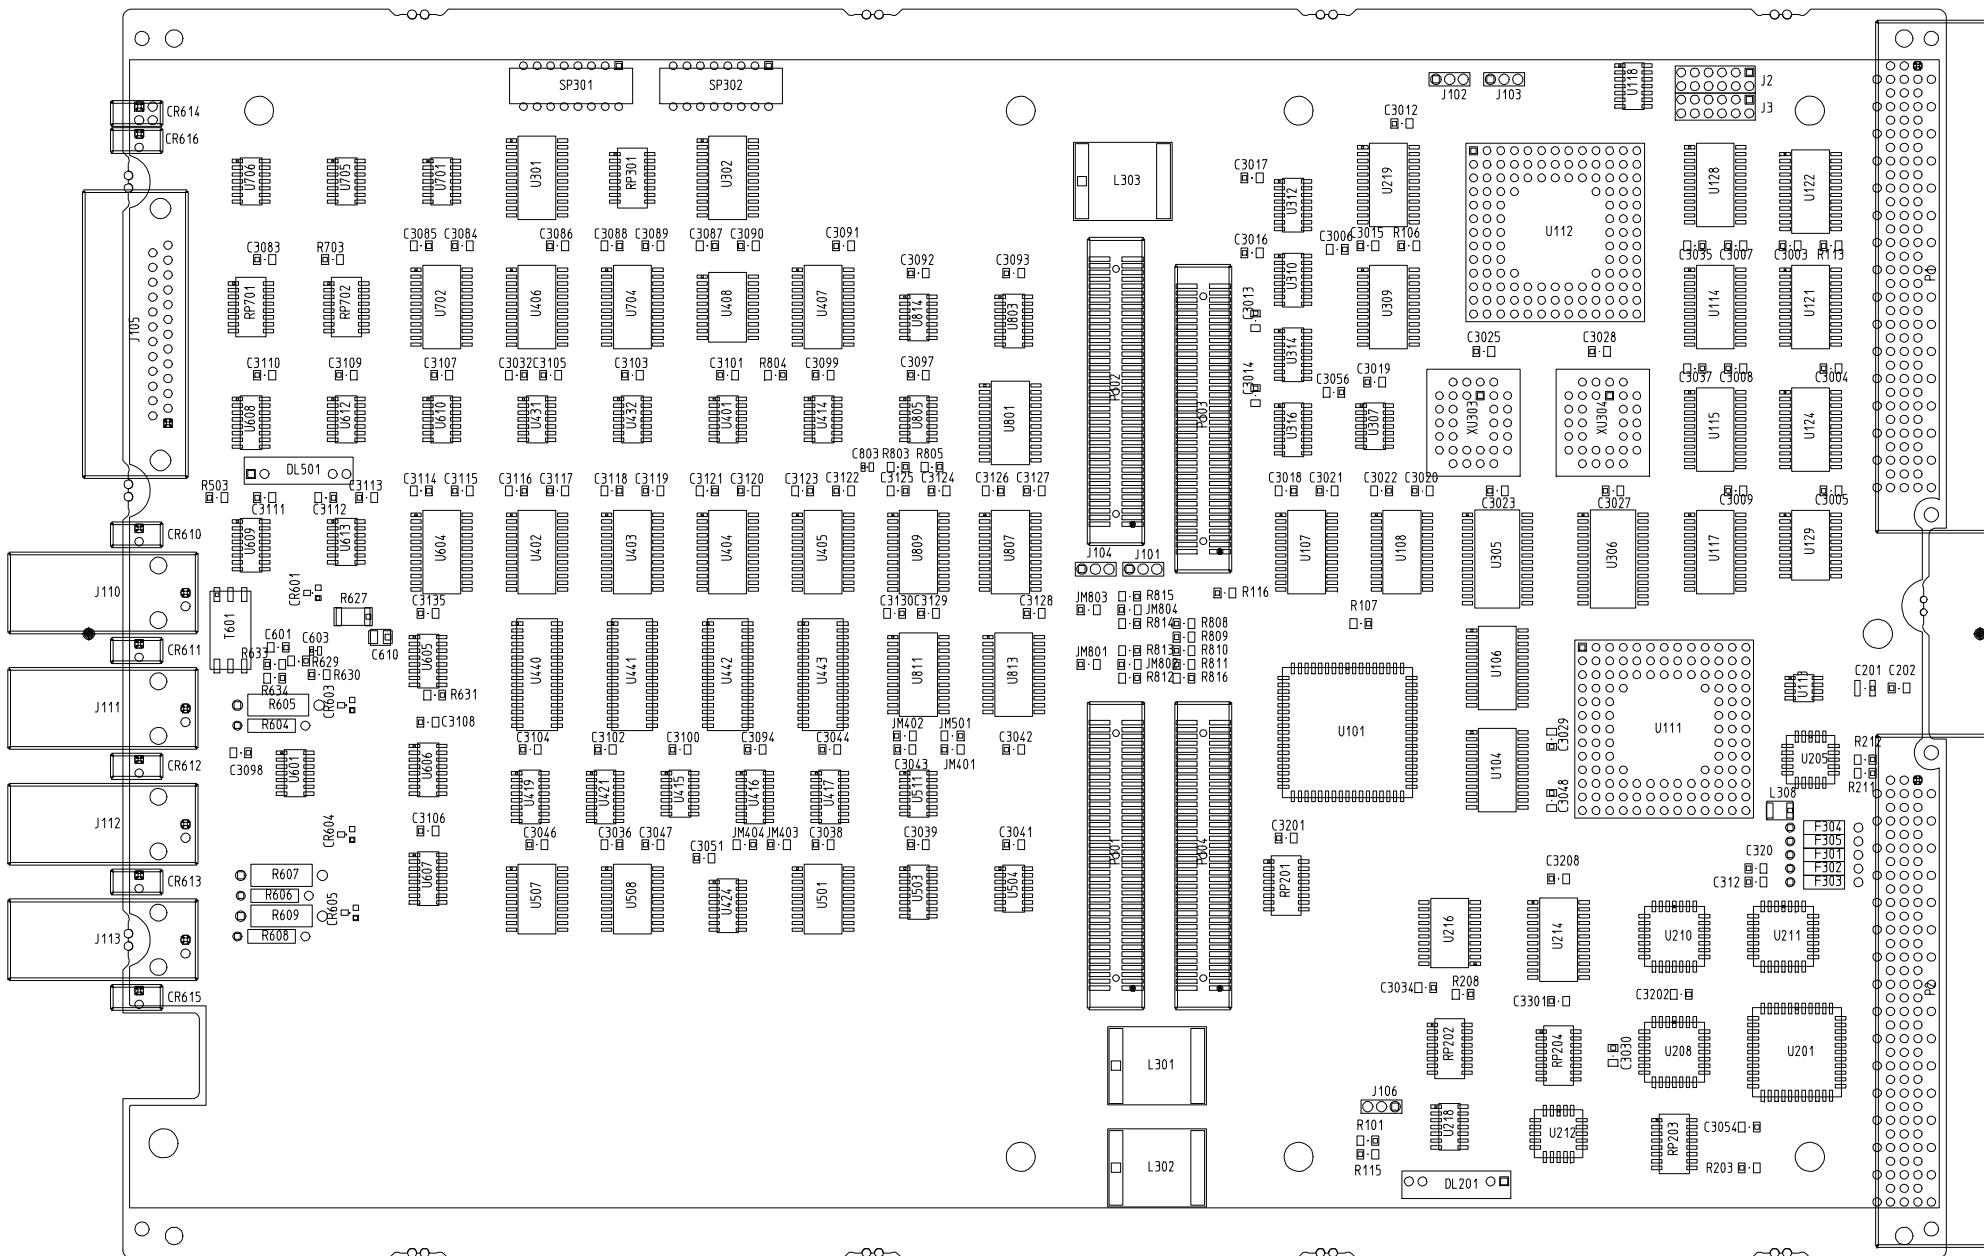 SP301 SP302 U118 J2
J102 J103 J3
CR614 C3012
CR616
U706 U705 U701 U301 RP301 U302 L303 C3017 U312 U219 U128 U122
C3085 C3084 C3086 C3088 C3089 C3087 C3090 C3091 C3016 C3006 C3015 R106 U112
C3083 R703 C3092 C3093 C3035 C3007 C3003 R113
J105 RP701 RP702 U702 U406 U704 U408 U407 U814 U803 U310 U309 U114 U121 P1
C3013
U314 C3025 C3028
C3110 C3109 C3107 C3032 C3105 C3103 C3101 R804 C3099 C3097 C3014 C3056 C3019 C3037 C3008 C3004
U608 U612 U610 U431 U432 U401 U414 U805 U801 U316 U307 XU303 XU304 U115 U124
DL501 C803 R803 R805
R503 C3111 C3112 C3113 C3114 C3115 C3116 C3117 C3118 C3119 C3121 C3120 C3123 C3122 C3125 C3124 C3126 C3127 C3018 C3021 C3022 C3020 C3023 C3027 C3009 C3005
CR610 U609 U613 U604 U402 U403 U404 U405 U809 U807 J104 J101 U107 U108 U305 U306 U117 U129
J110 CR601 R627 C3135 C3130 C3129 C3128 JM803 R815 R116
T601 JM804 R107
R814 R808
CR611 C601 C603 C610 R809
R633 R629 U605 U440 U441 U442 U443 U811 U813 JM801 R813 R810 U106
R630 JM802 R811
R634 R631 R812 R816 C201 C202
J111 R605 CR603
R604 C3108 JM402 JM501 U101 C3029 U111
CR612 C3098 U601 C3104 C3102 C3100 C3094 C3044 C3043 JM401 C3042 U104 U205 R212
R211
U606 U419 U421 U415 U416 U417 U511 C3048 L308
J112 CR604 C3106 C3046 C3036 C3047 C3051 JM404 JM403 C3038 C3039 C3041 C3201 F304
F305
F301
CR613 R607 U607 U507 U508 U424 U501 U503 U504 RP201 C3208 C320 F302
R606 C312 F303
J113 R609 CR605 U216 U214 U210 U211
R608
CR615 C3034 R208 C3301 C3202 P2
L301 RP202 RP204 C3030 U208 U201
J106
L302 R101 U218 U212 RP203 C3054
R115 DL201 R203